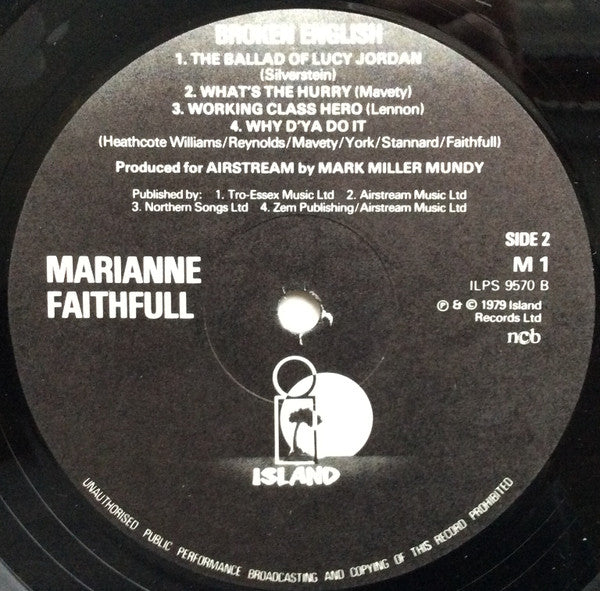 BROKEN ENGLISH
1. THE BALLAD OF LUCY JORDAN
(Silverstein)
2. WHAT'S THE HURRY (Mavety)
3. WORKING CLASS HERO (Lennon)
4. WHY D'YA DO IT
(Heathcote Williams/Reynolds/Mavety/York/Stannard/Faithfull)
Produced for AIRSTREAM by MARK MILLER MUNDY
Published by: 1. Tro-Essex Music Ltd 2. Airstream Music Ltd
3. Northern Songs Ltd 4. Zem Publishing/Airstream Music Ltd
SIDE 2
M 1
ILPS 9570 B
MARIANNE
FAITHFULL
℗ & © 1979 Island
Records Ltd
ncb
ISLAND
UNAUTHORISED PUBLIC PERFORMANCE BROADCASTING AND COPYING OF THIS RECORD PROHIBITED